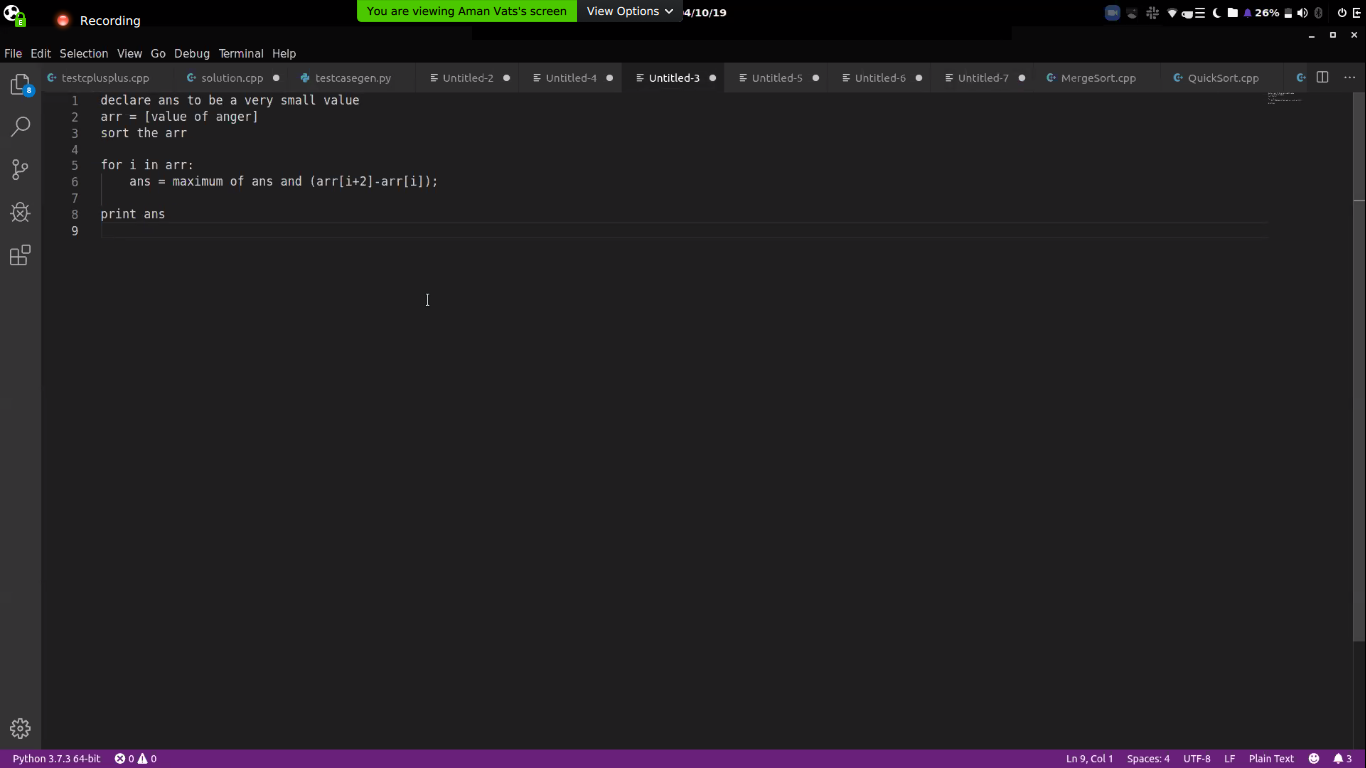 Recording
You are viewing Aman Vats's screen
View Options
4/10/19
26%
File Edit Selection View Go Debug Terminal Help
testcplusplus.cpp solution.cpp testcasegen.py Untitled-2 Untitled-4 Untitled-3 Untitled-5 Untitled-6 Untitled-7 MergeSort.cpp QuickSort.cpp
8
1 declare ans to be a very small value
2 arr = [value of anger]
3 sort the arr
4
5 for i in arr:
6 ans = maximum of ans and (arr[i+2]-arr[i]);
7
8 print ans
9
Python 3.7.3 64-bit 0 0 Ln 9, Col 1 Spaces: 4 UTF-8 LF Plain Text 3